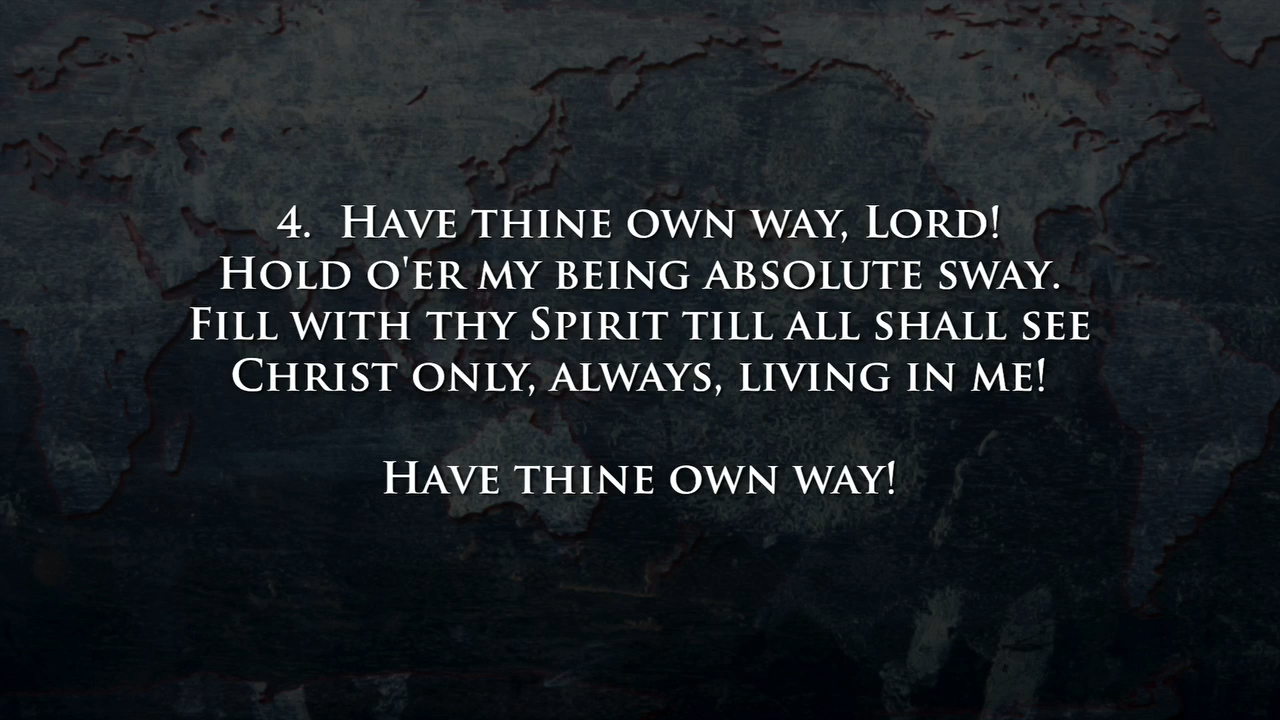 4. Have thine own way, Lord!
Hold o'er my being absolute sway.
Fill with thy Spirit till all shall see
Christ only, always, living in me!
Have thine own way!